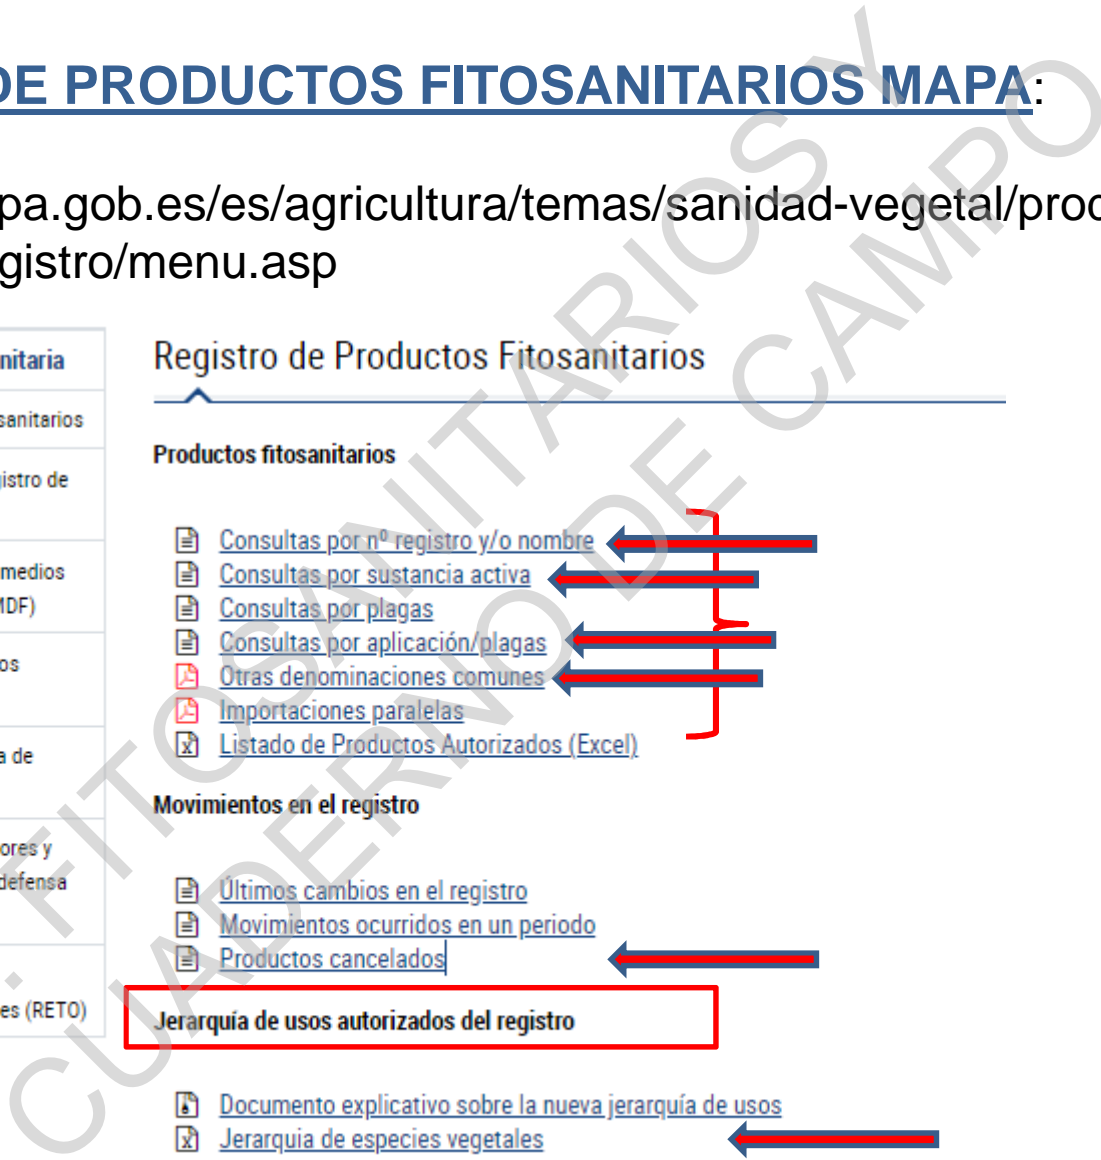 DE PRODUCTOS FITOSANITARIOS MAPA:
pa.gob.es/es/agricultura/temas/sanidad-vegetal/prod
gistro/menu.asp
nitaria
sanitarios
gistro de
medios
MDF)
os
a de
ores y
defensa
es (RETO)
Registro de Productos Fitosanitarios
Productos fitosanitarios
Consultas por nº registro y/o nombre
Consultas por sustancia activa
Consultas por plagas
Consultas por aplicación/plagas
Otras denominaciones comunes
Importaciones paralelas
Listado de Productos Autorizados (Excel)
Movimientos en el registro
Últimos cambios en el registro
Movimientos ocurridos en un periodo
Productos cancelados
Jerarquía de usos autorizados del registro
Documento explicativo sobre la nueva jerarquía de usos
Jerarquia de especies vegetales
. FITOSANITARIOS Y
CUADERNO DE CAMPO